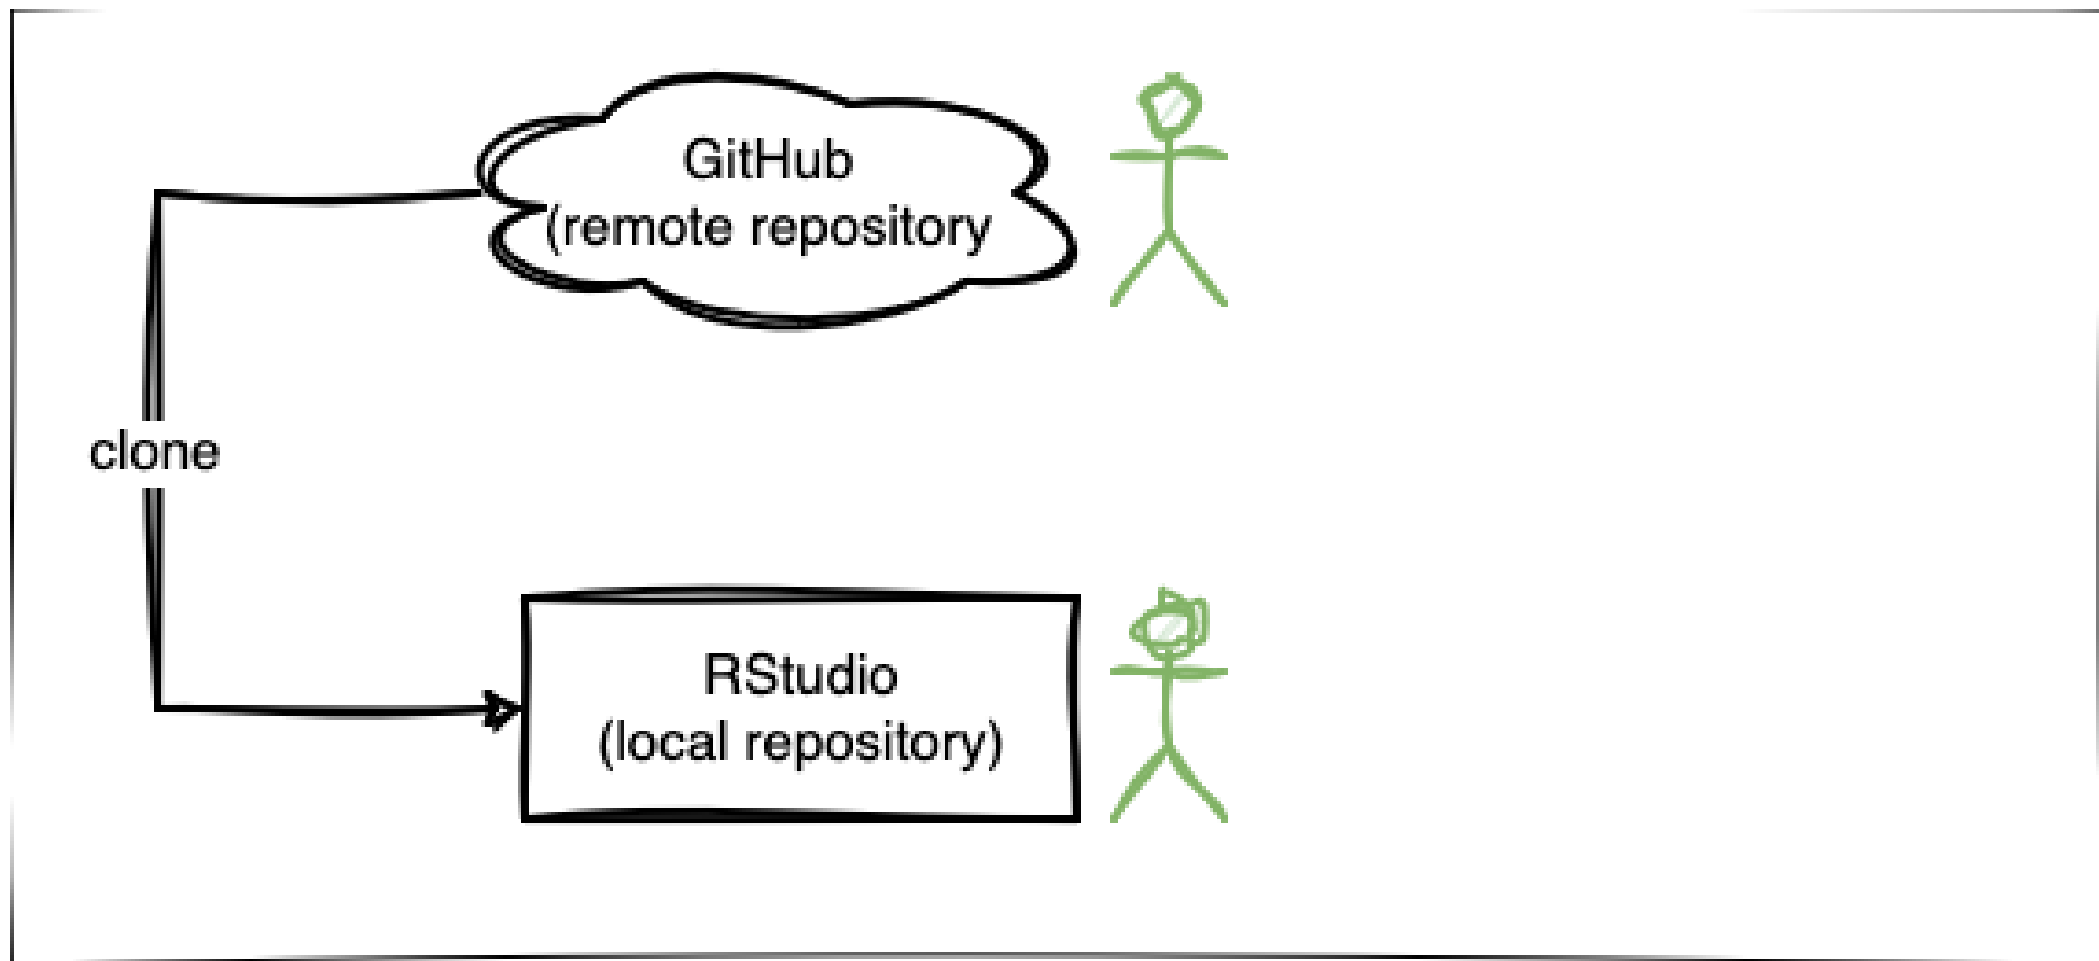 GitHub
(remote repository
clone
RStudio
(local repository)